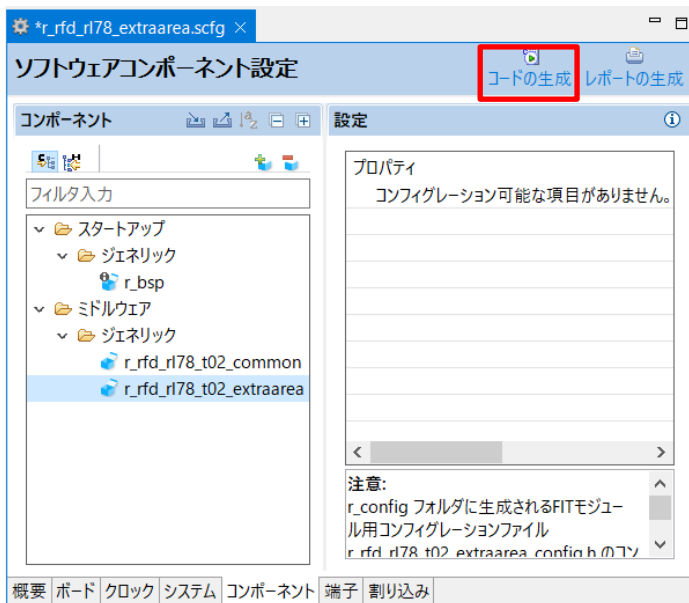 *r_rfd_rl78_extraarea.scfg
ソフトウェアコンポーネント設定
コードの生成
レポートの生成
コンポーネント
フィルタ入力
スタートアップ
ジェネリック
r_bsp
ミドルウェア
ジェネリック
r_rfd_rl78_t02_common
r_rfd_rl78_t02_extraarea
設定
プロパティ
コンフィグレーション可能な項目がありません。
注意:
r_config フォルダに生成されるFITモジュー
ル用コンフィグレーションファイル
r_rfd_rl78_t02_extraarea_config.h のコン
概要 ボード クロック システム コンポーネント 端子 割り込み